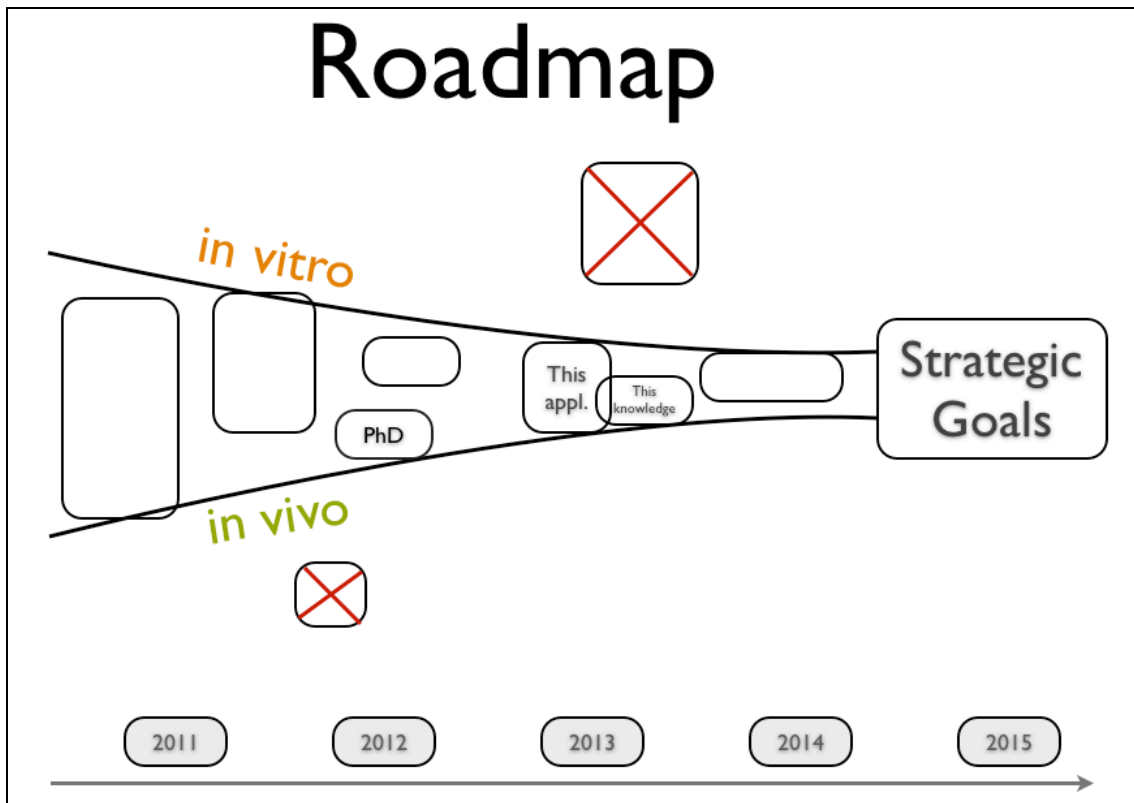 Roadmap
in vitro
This
appl.
This
knowledge
Strategic
Goals
PhD
in vivo
2011
2012
2013
2014
2015